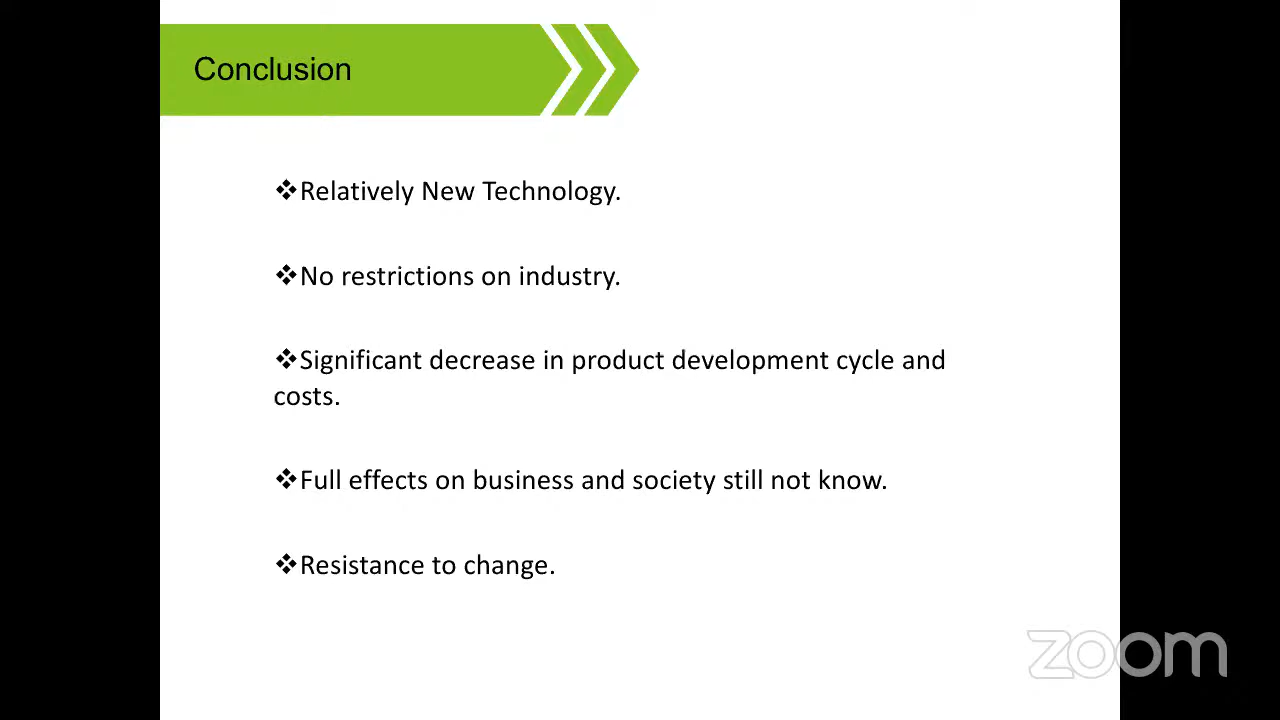 Conclusion
❖Relatively New Technology.
❖No restrictions on industry.
❖Significant decrease in product development cycle and
costs.
❖Full effects on business and society still not know.
❖Resistance to change.
zoom